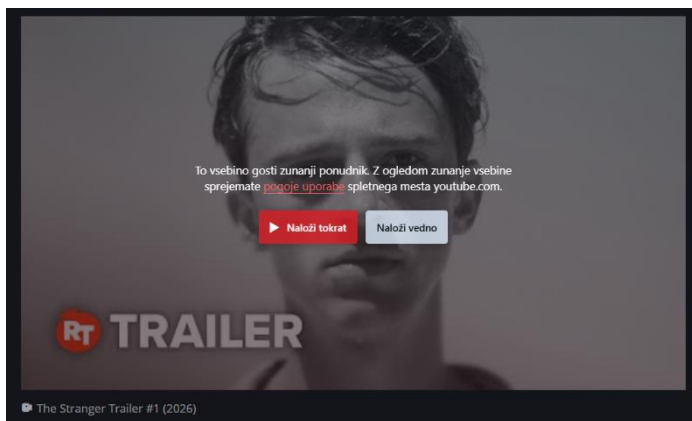 To vsebino gosti zunanji ponudnik. Z ogledom zunanje vsebine
sprejemate pogoje uporabe spletnega mesta youtube.com.
Naloži tokrat
Naloži vedno
RT TRAILER
The Stranger Trailer #1 (2026)